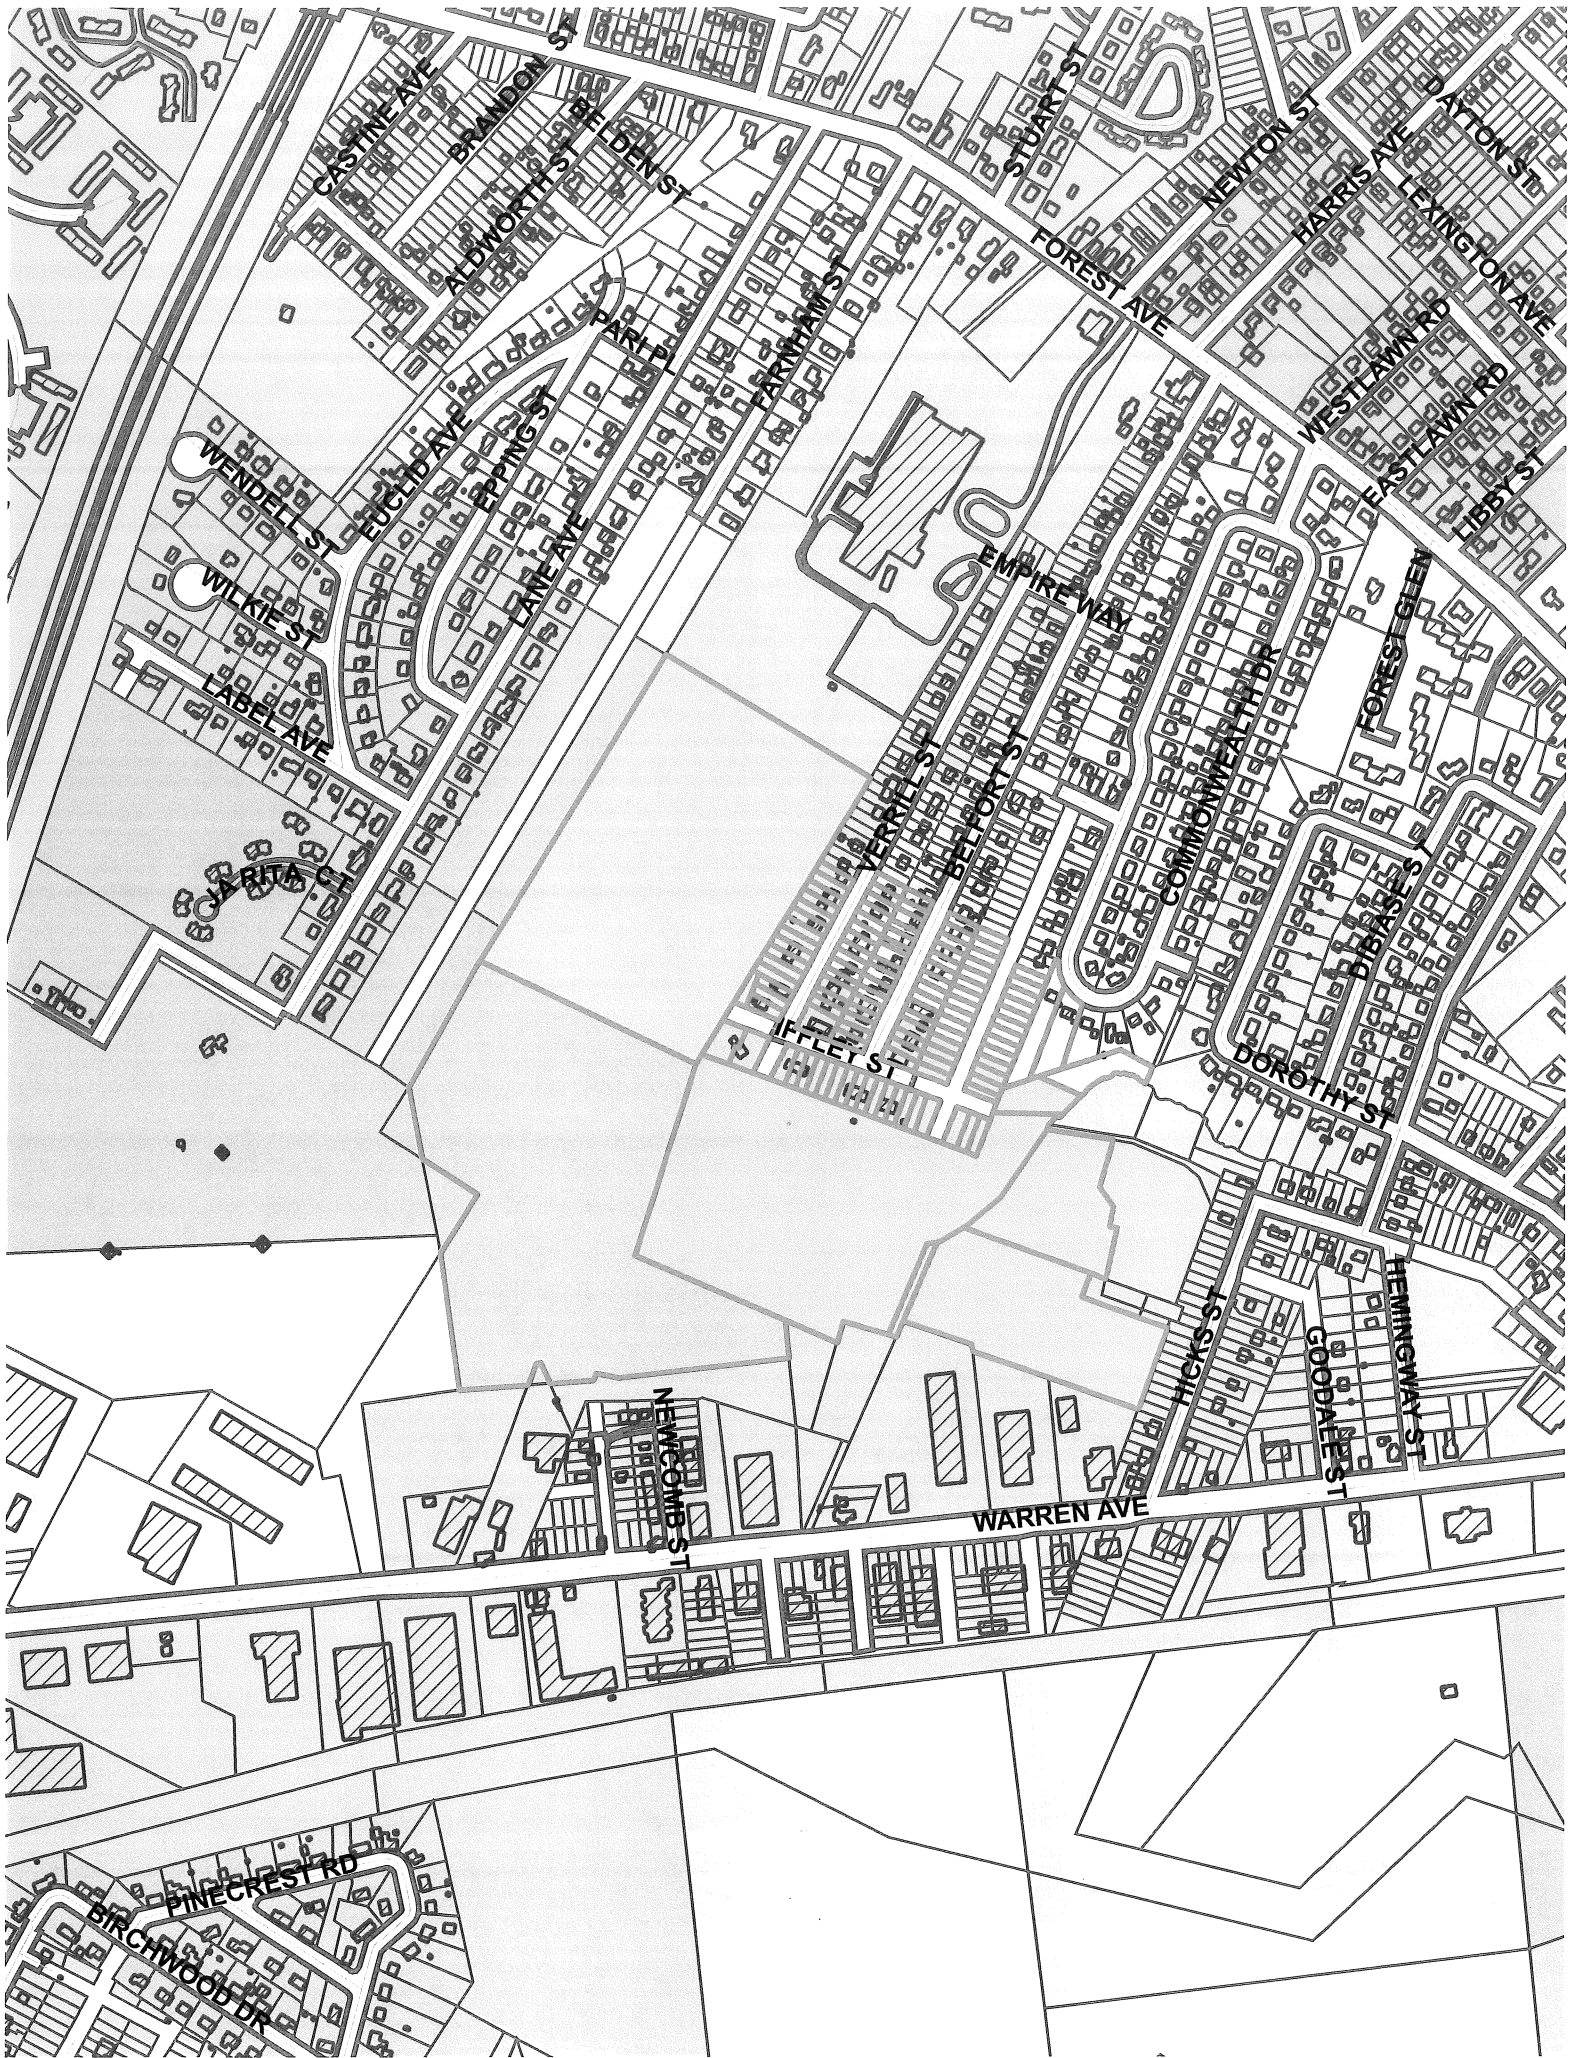 CASTINE AVE
BRANDON ST
BELDEN ST
ALDWORTH ST
STUART ST
NEWTON ST
HARRIS AVE
DAYTON ST
LEXINGTON AVE
FOREST AVE
WESTLAWN RD
EASTLAWN RD
LIBBY ST
PARI PL
FARNHAM ST
EUCLID AVE
EPPING ST
LANE AVE
WENDELL ST
WILKIE ST
LABEL AVE
JA RITA CT
EMPIRE WAY
FOREST GLEN
VERRILL ST
BELFORT ST
COMMONWEALTH DR
DIBIASE ST
IFFLEY ST
DOROTHY ST
HICKS ST
GOODALE ST
HEMINGWAY ST
NEWCOMB ST
WARREN AVE
PINECREST RD
BIRCHWOOD DR